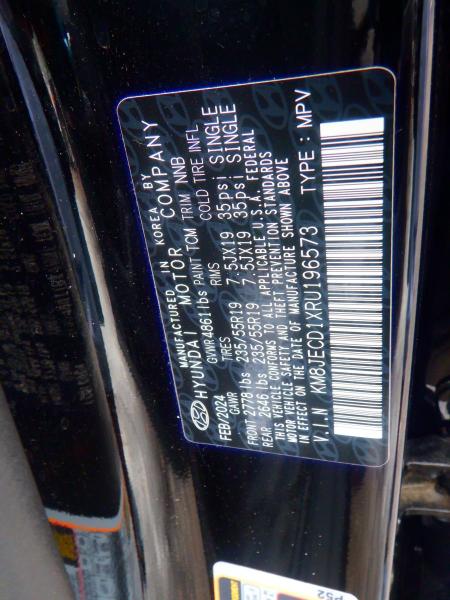 MANUFACTURED IN KOREA BY
HYUNDAI MOTOR COMPANY
FEB/2024 GVWR 4861 lbs PAINT TCM TRIM NNB
GAWR TIRES RIMS COLD TIRE INFL
FRONT 2778 lbs 235/55R19 7.5JX19 35psi SINGLE
REAR 2646 lbs 235/55R19 7.5JX19 35psi SINGLE
THIS VEHICLE CONFORMS TO ALL APPLICABLE U.S.A. FEDERAL
MOTOR VEHICLE SAFETY AND THEFT PREVENTION STANDARDS
IN EFFECT ON THE DATE OF MANUFACTURE SHOWN ABOVE
V.I.N KM8JECD1XRU196573 TYPE : MPV
P52